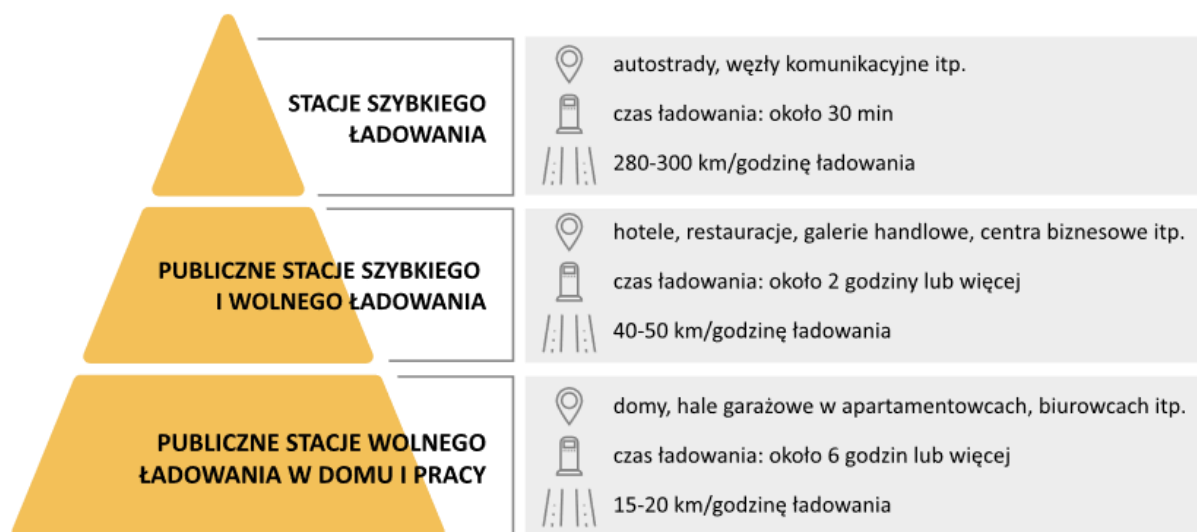 STACJE SZYBKIEGO
ŁADOWANIA
autostrady, węzły komunikacyjne itp.
czas ładowania: około 30 min
280-300 km/godzinę ładowania
PUBLICZNE STACJE SZYBKIEGO
I WOLNEGO ŁADOWANIA
hotele, restauracje, galerie handlowe, centra biznesowe itp.
czas ładowania: około 2 godziny lub więcej
40-50 km/godzinę ładowania
PUBLICZNE STACJE WOLNEGO
ŁADOWANIA W DOMU I PRACY
domy, hale garażowe w apartamentowcach, biurowcach itp.
czas ładowania: około 6 godzin lub więcej
15-20 km/godzinę ładowania